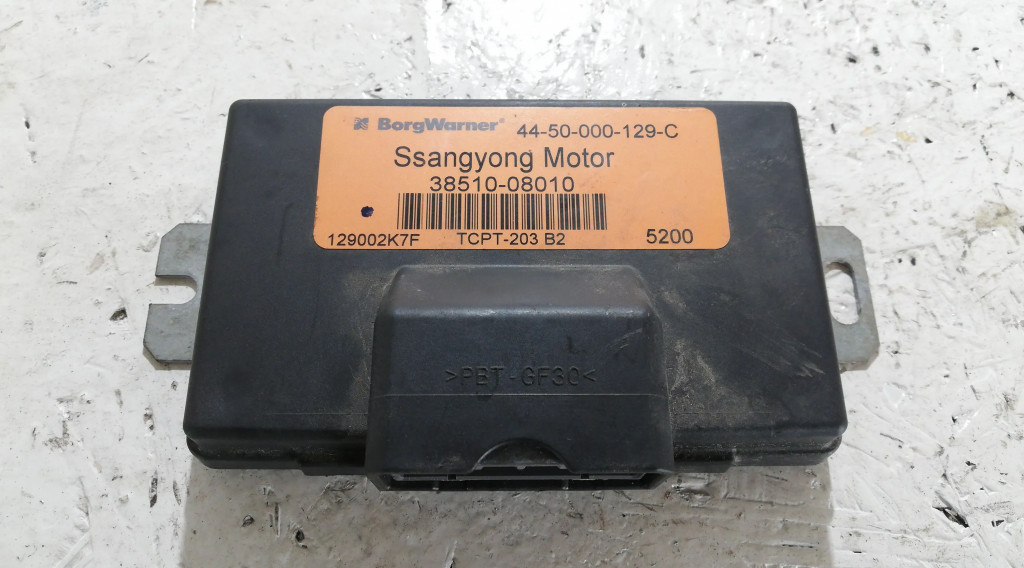 BorgWarner® 44-50-000-129-C
Ssangyong Motor
38510-08010
129002K7F TCPT-203 B2 5200
>PBT-GF30<